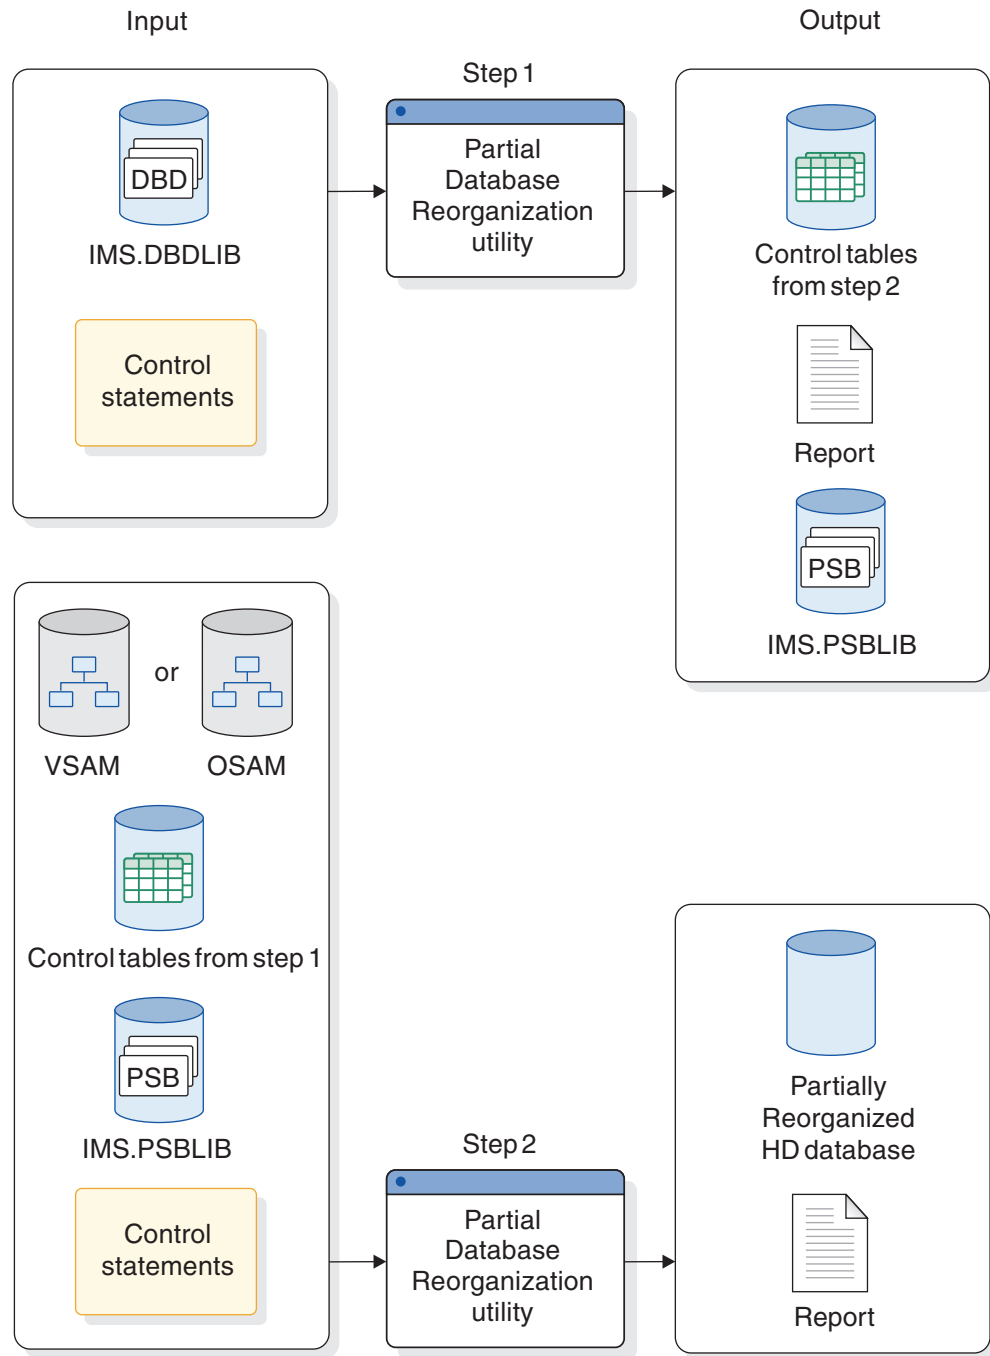 Input
Output
Step 1
DBD
IMS.DBDLIB
Control
statements
Partial
Database
Reorganization
utility
Control tables
from step 2
Report
PSB
IMS.PSBLIB
or
VSAM
OSAM
Control tables from step 1
PSB
IMS.PSBLIB
Control
statements
Step 2
Partial
Database
Reorganization
utility
Partially
Reorganized
HD database
Report